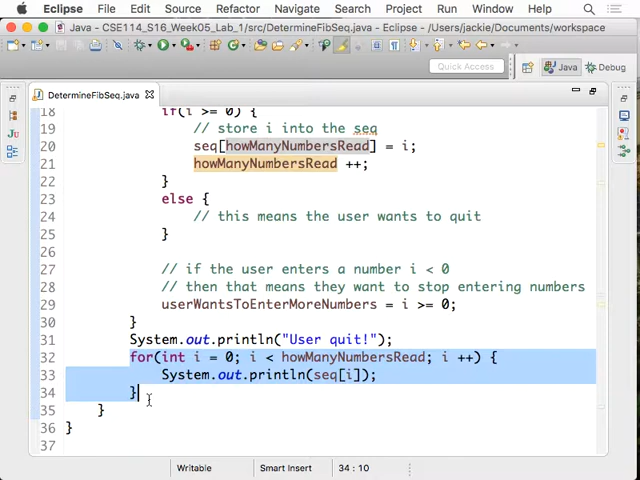 Eclipse File Edit Source Refactor Navigate Search Project Run Window Help
Java - CSE114_S16_Week05_Lab_1/src/DetermineFibSeq.java - Eclipse - /Users/jackie/Documents/workspace
Quick Access Java Debug
DetermineFibSeq.java
18 if(i >= 0) {
19 // store i into the seq
20 seq[howManyNumbersRead] = i;
21 howManyNumbersRead ++;
22 }
23 else {
24 // this means the user wants to quit
25 }
26
27 // if the user enters a number i < 0
28 // then that means they want to stop entering numbers
29 userWantsToEnterMoreNumbers = i >= 0;
30 }
31 System.out.println("User quit!");
32 for(int i = 0; i < howManyNumbersRead; i ++) {
33 System.out.println(seq[i]);
34 }
35 }
36 }
37
Writable Smart Insert 34 : 10